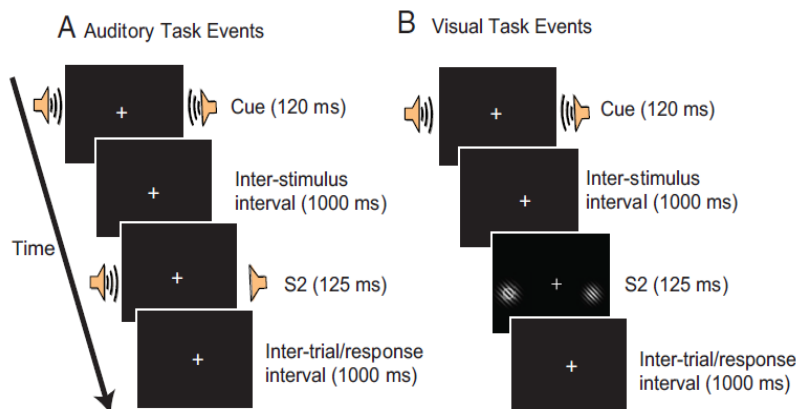 A Auditory Task Events
Cue (120 ms)
Inter-stimulus
interval (1000 ms)
Time
S2 (125 ms)
Inter-trial/response
interval (1000 ms)
B Visual Task Events
Cue (120 ms)
Inter-stimulus
interval (1000 ms)
S2 (125 ms)
Inter-trial/response
interval (1000 ms)